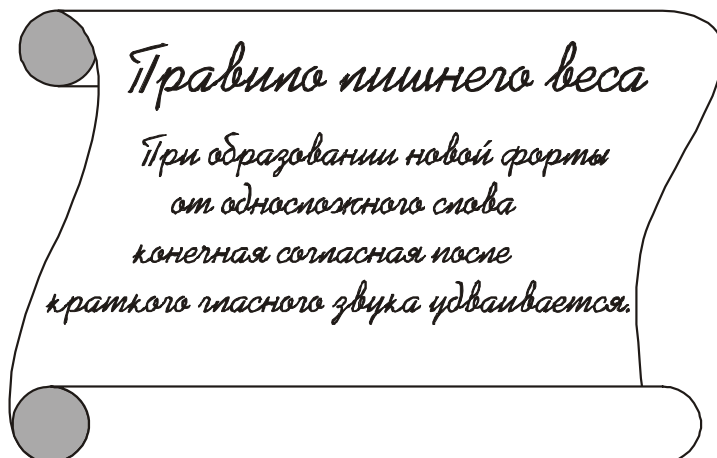 Правило лишнего веса
При образовании новой формы
от односложного слова
конечная согласная после
краткого гласного звука удваивается.